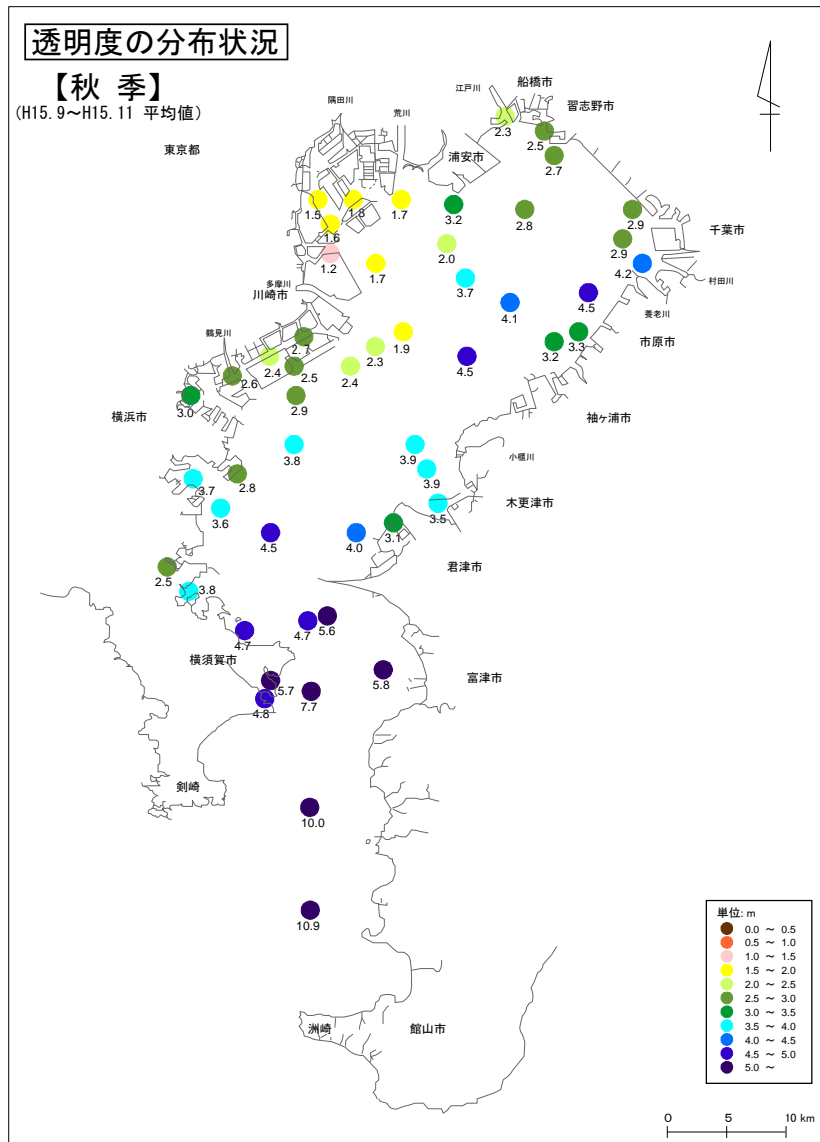 透明度の分布状況
【秋 季】
(H15.9～H15.11 平均値)
東京都
隅田川
荒川
江戸川
船橋市
習志野市
浦安市
千葉市
村田川
養老川
市原市
袖ヶ浦市
小櫃川
木更津市
君津市
富津市
館山市
洲崎
剣崎
横須賀市
横浜市
鶴見川
川崎市
多摩川
2.3
2.5
2.7
1.5
1.8
1.7
3.2
2.8
2.9
1.6
2.0
2.9
1.2
1.7
3.7
4.2
4.5
4.1
1.9
3.3
3.2
2.7
2.3
4.5
2.4
2.5
2.4
2.6
2.9
3.0
3.8
3.9
3.9
2.8
3.7
3.5
3.6
3.1
4.5
4.0
2.5
3.8
5.6
4.7
4.7
5.8
5.7
7.7
4.8
10.0
10.9
単位: m
0.0 ～ 0.5
0.5 ～ 1.0
1.0 ～ 1.5
1.5 ～ 2.0
2.0 ～ 2.5
2.5 ～ 3.0
3.0 ～ 3.5
3.5 ～ 4.0
4.0 ～ 4.5
4.5 ～ 5.0
5.0 ～
0 5 10 km